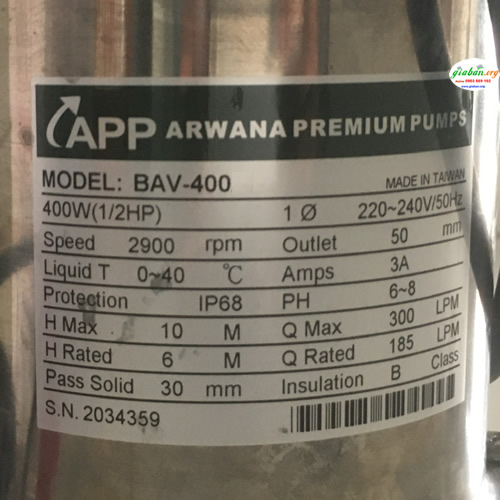 giaban.org
APP ARWANA PREMIUM PUMPS
MODEL: BAV-400 MADE IN TAIWAN
400W(1/2HP) 1 Ø 220~240V/50Hz
Speed 2900 rpm Outlet 50 mm
Liquid T 0~40 ℃ Amps 3A
Protection IP68 PH 6~8
H Max 10 M Q Max 300 LPM
H Rated 6 M Q Rated 185 LPM
Pass Solid 30 mm Insulation B Class
S.N. 2034359